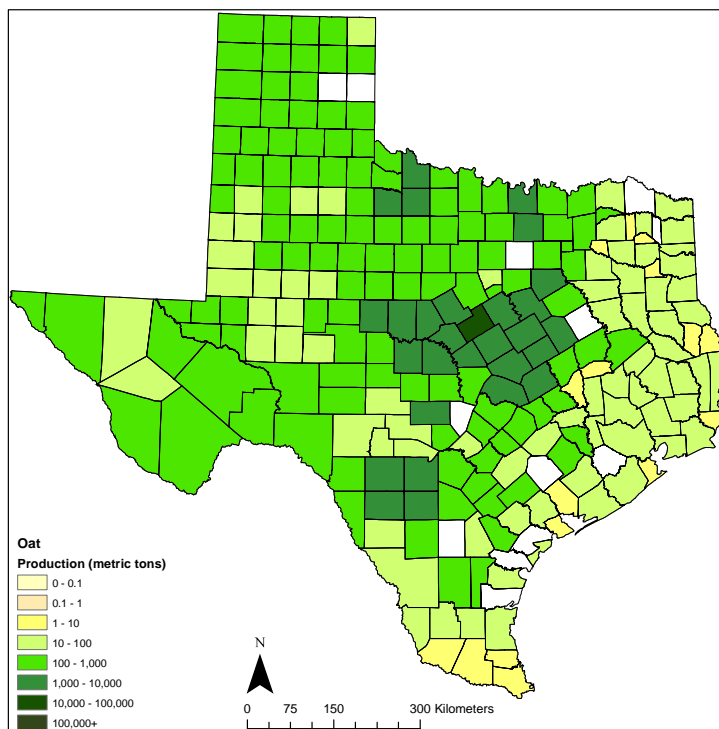 Oat
Production (metric tons)
0 - 0.1
0.1 - 1
1 - 10
10 - 100
100 - 1,000
1,000 - 10,000
10,000 - 100,000
100,000+
N
0 75 150 300 Kilometers